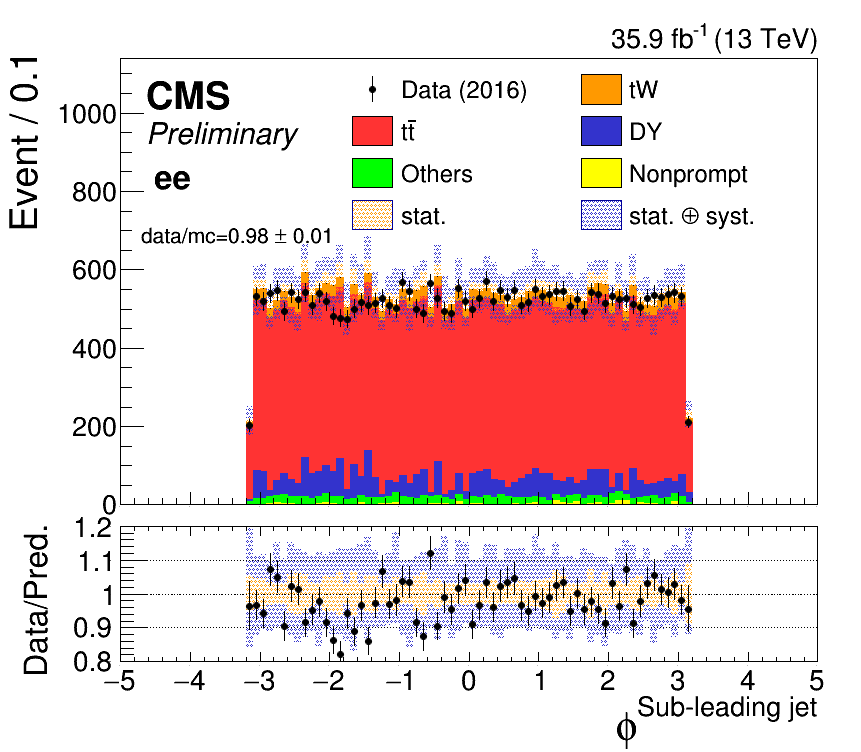 35.9 fb⁻¹ (13 TeV)
Event / 0.1
CMS
Preliminary
ee
data/mc=0.98 ± 0.01
Data (2016)
tW
tt̄
DY
Others
Nonprompt
stat.
stat. ⊕ syst.
1000
800
600
400
200
0
Data/Pred.
1.2
1.1
1
0.9
0.8
−5 −4 −3 −2 −1 0 1 2 3 4 5
ϕ Sub-leading jet